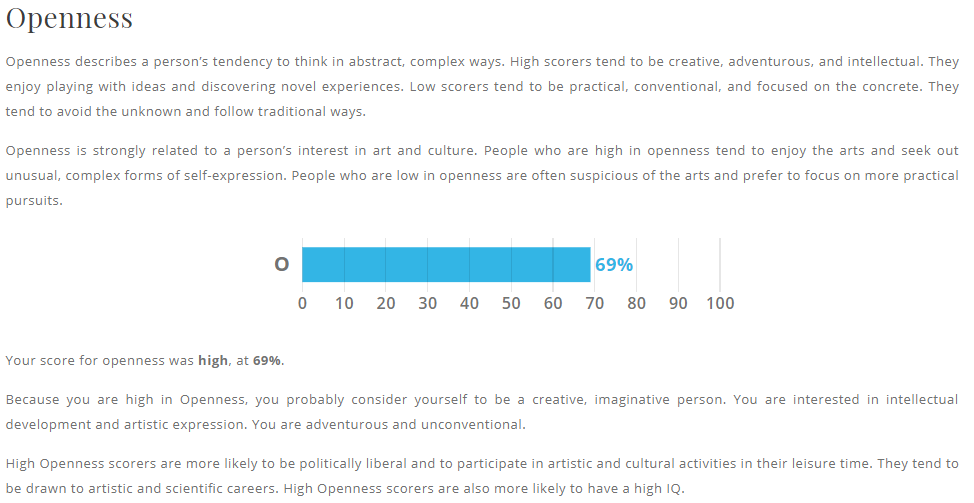 Openness
Openness describes a person’s tendency to think in abstract, complex ways. High scorers tend to be creative, adventurous, and intellectual. They
enjoy playing with ideas and discovering novel experiences. Low scorers tend to be practical, conventional, and focused on the concrete. They
tend to avoid the unknown and follow traditional ways.
Openness is strongly related to a person’s interest in art and culture. People who are high in openness tend to enjoy the arts and seek out
unusual, complex forms of self-expression. People who are low in openness are often suspicious of the arts and prefer to focus on more practical
pursuits.
O 69%
0 10 20 30 40 50 60 70 80 90 100
Your score for openness was high, at 69%.
Because you are high in Openness, you probably consider yourself to be a creative, imaginative person. You are interested in intellectual
development and artistic expression. You are adventurous and unconventional.
High Openness scorers are more likely to be politically liberal and to participate in artistic and cultural activities in their leisure time. They tend to
be drawn to artistic and scientific careers. High Openness scorers are also more likely to have a high IQ.